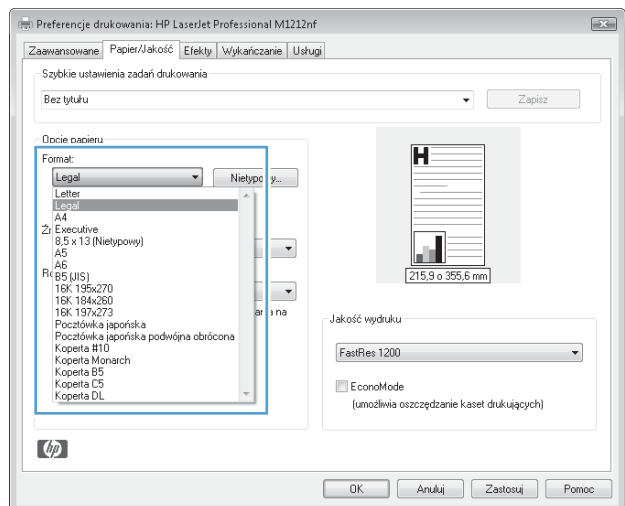 Preferencje drukowania: HP LaserJet Professional M1212nf
Zaawansowane Papier/Jakość Efekty Wykańczanie Usługi
Szybkie ustawienia zadań drukowania
Bez tytułu
Zapisz
Opcje papieru
Format:
Legal
Nietypowy...
Letter
Legal
A4
Executive
8,5 x 13 (Nietypowy)
A5
A6
B5 (JIS)
16K 195x270
16K 184x260
16K 197x273
Pocztówka japońska
Pocztówka japońska podwójna obrócona
Koperta #10
Koperta Monarch
Koperta B5
Koperta C5
Koperta DL
H
215,9 o 355,6 mm
Jakość wydruku
FastRes 1200
EconoMode
(umożliwia oszczędzanie kaset drukujących)
hp
OK Anuluj Zastosuj Pomoc